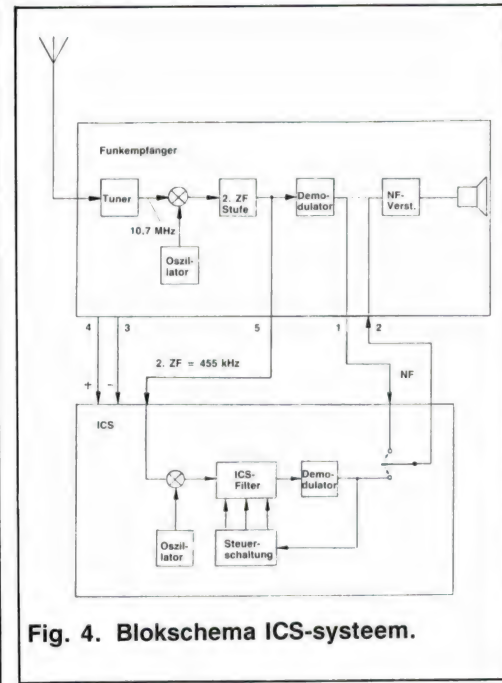 Funkempfänger
Tuner
10,7 MHz
Oszil-
lator
2. ZF
Stufe
Demo-
dulator
NF-
Verst.
4
3
5
1
2
+
–
2. ZF = 455 kHz
NF
ICS
ICS-
Filter
Demo-
dulator
Oszil-
lator
Steuer-
schaltung
Fig. 4. Blokschema ICS-systeem.